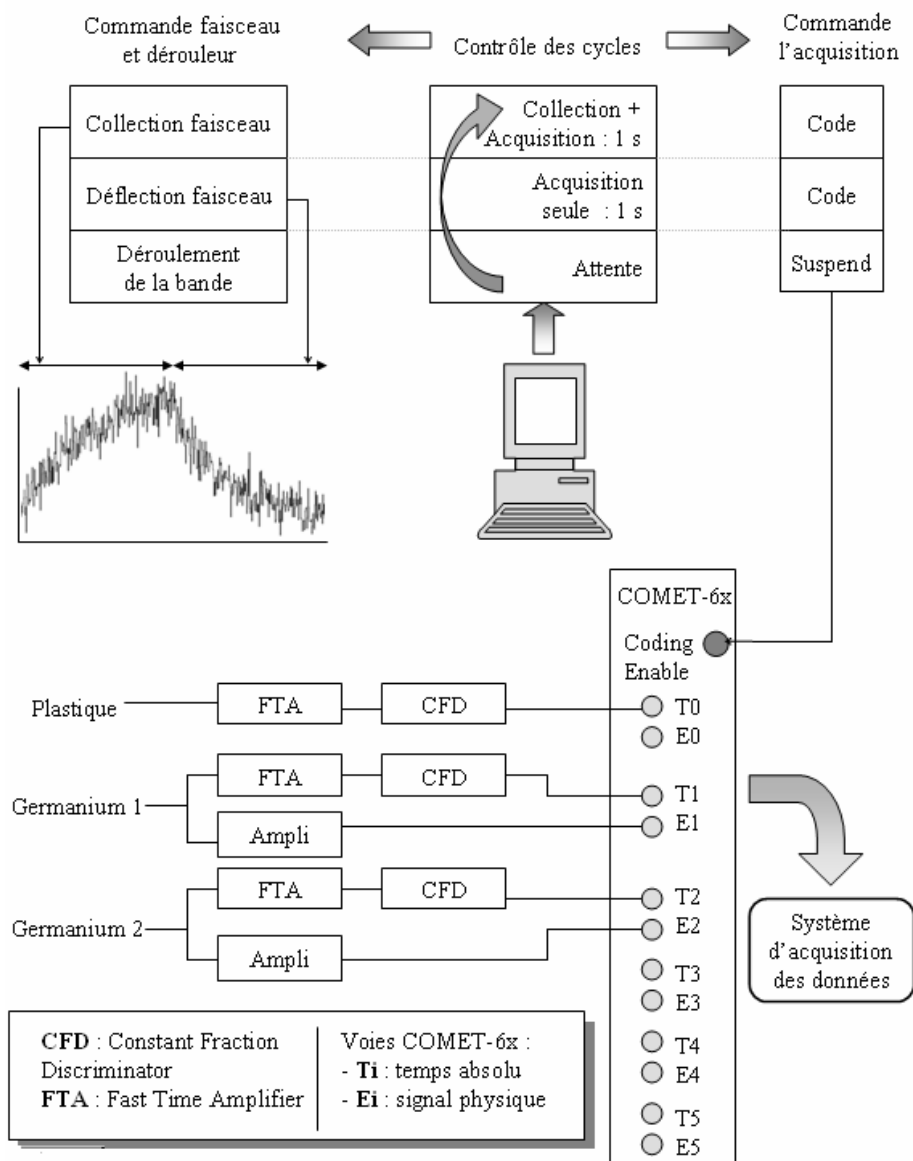 Commande faisceau
et dérouleur
Contrôle des cycles
Commande
l'acquisition
Collection faisceau
Déflection faisceau
Déroulement
de la bande
Collection +
Acquisition : 1 s
Acquisition
seule : 1 s
Attente
Code
Code
Suspend
COMET-6x
Coding
Enable
Plastique
FTA
CFD
T0
E0
Germanium 1
FTA
CFD
Ampli
T1
E1
Germanium 2
FTA
CFD
Ampli
T2
E2
T3
E3
T4
E4
T5
E5
Système
d'acquisition
des données
CFD : Constant Fraction
Discriminator
FTA : Fast Time Amplifier
Voies COMET-6x :
- Ti : temps absolu
- Ei : signal physique